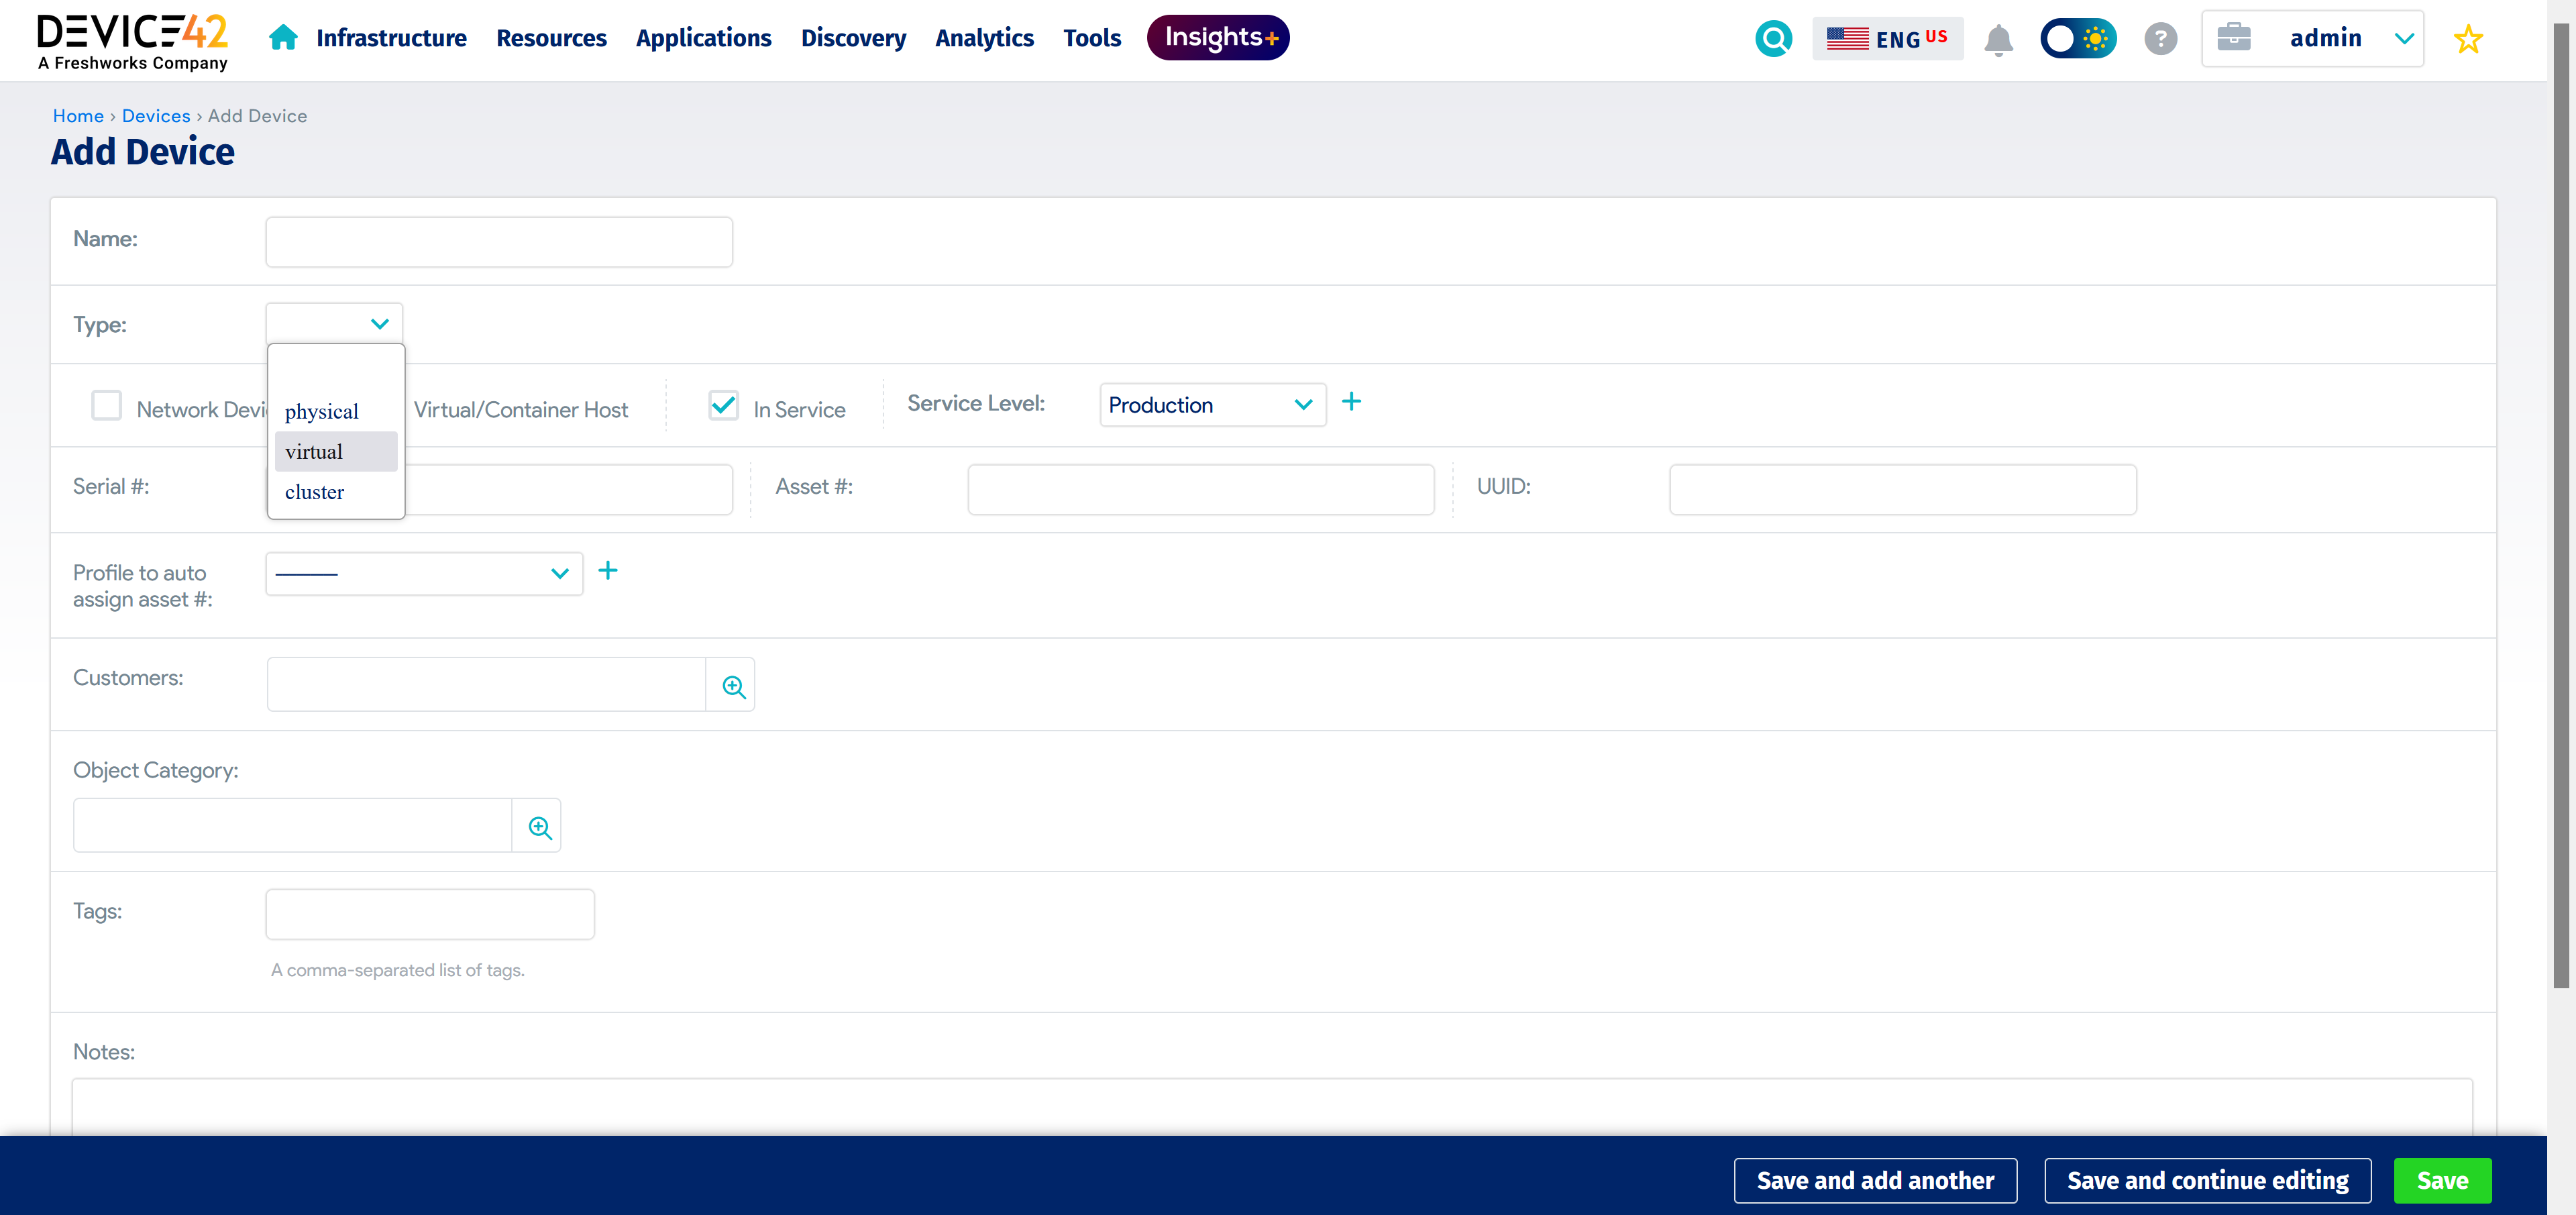 DEVICE42
A Freshworks Company
Infrastructure Resources Applications Discovery Analytics Tools Insights+
ENG US
?
admin
Home › Devices › Add Device
Add Device
Name:
Type:
physical
virtual
cluster
Network Devi
Virtual/Container Host
In Service
Service Level:
Production
Serial #:
Asset #:
UUID:
Profile to auto
assign asset #:
Customers:
Object Category:
Tags:
A comma-separated list of tags.
Notes:
Save and add another
Save and continue editing
Save